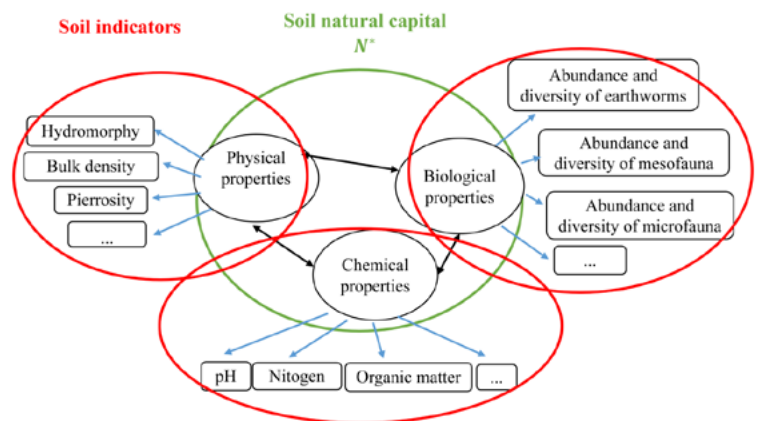 Soil indicators
Soil natural capital
N*
Hydromorphy
Bulk density
Pierrosity
...
Physical
properties
Biological
properties
Chemical
properties
Abundance and
diversity of earthworms
Abundance and
diversity of mesofauna
Abundance and
diversity of microfauna
...
pH
Nitogen
Organic matter
...